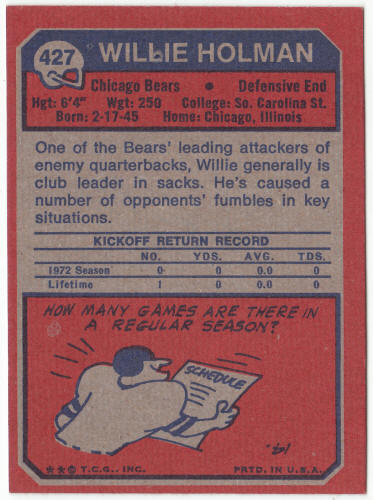 427 WILLIE HOLMAN
Chicago Bears • Defensive End
Hgt: 6'4" Wgt: 250 College: So. Carolina St.
Born: 2-17-45 Home: Chicago, Illinois
One of the Bears' leading attackers of
enemy quarterbacks, Willie generally is
club leader in sacks. He's caused a
number of opponents' fumbles in key
situations.
KICKOFF RETURN RECORD
NO. YDS. AVG. TDS.
1972 Season 0 0 0.0 0
Lifetime 1 0 0.0 0
HOW MANY GAMES ARE THERE IN
A REGULAR SEASON?
SCHEDULE
14.
★★© T.C.G., INC. PRTD. IN U.S.A.